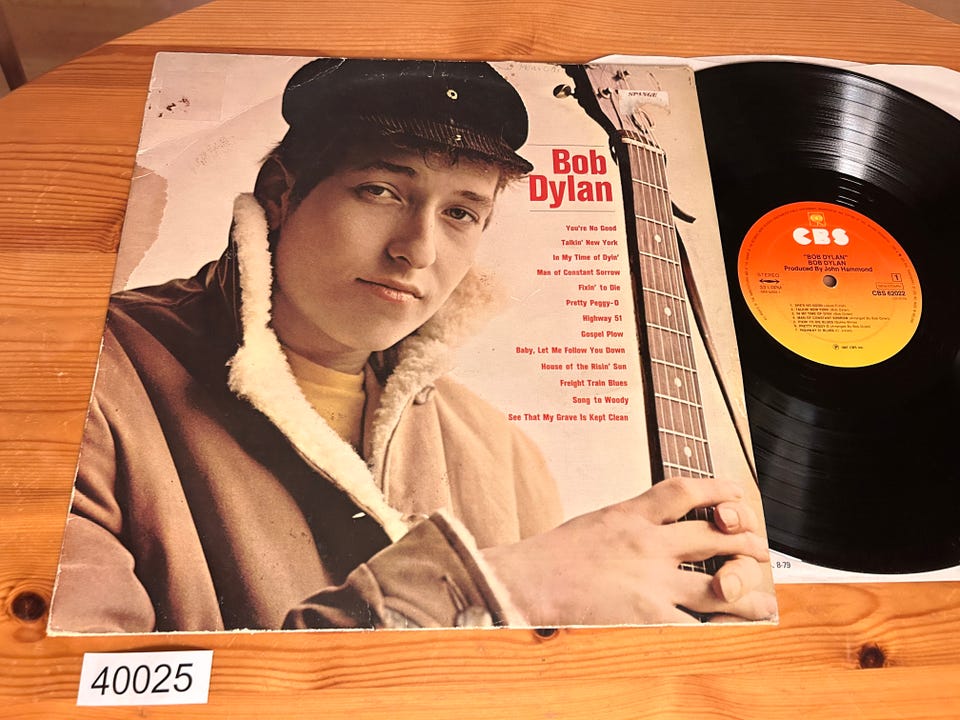 Bob
Dylan
You're No Good
Talkin' New York
In My Time of Dyin'
Man of Constant Sorrow
Fixin' to Die
Pretty Peggy-O
Highway 51
Gospel Plow
Baby, Let Me Follow You Down
House of the Risin' Sun
Freight Train Blues
Song to Woody
See That My Grave Is Kept Clean
CBS
"BOB DYLAN"
BOB DYLAN
Produced By John Hammond
STEREO
1
33
CBS 62022
8-79
40025